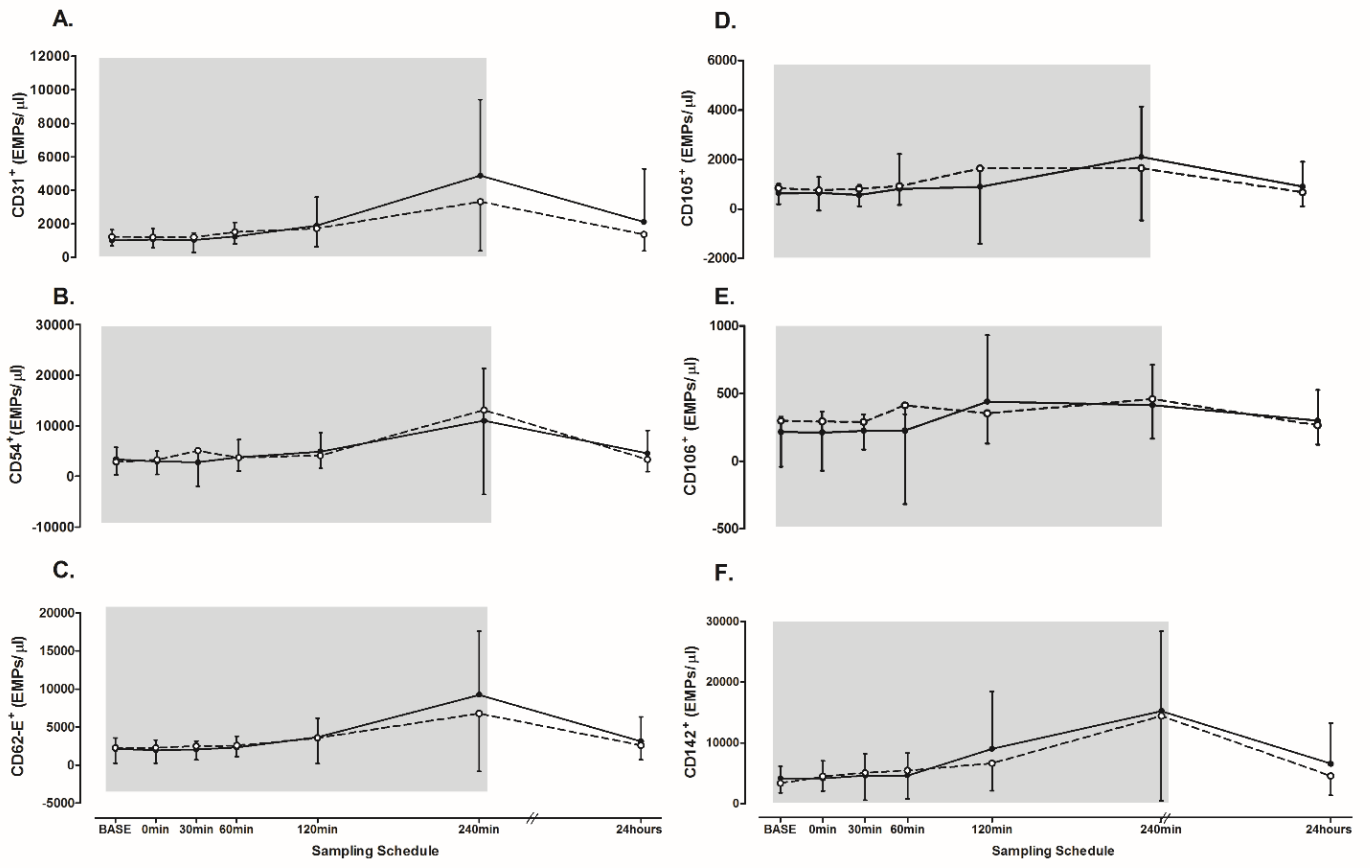 A.
12000
10000
8000
6000
4000
2000
0
CD31+ (EMPs/µl)
B.
30000
20000
10000
0
-10000
CD54+ (EMPs/µl)
C.
20000
15000
10000
5000
0
-5000
CD62-E+ (EMPs/µl)
BASE 0min 30min 60min 120min 240min // 24hours
Sampling Schedule
D.
6000
4000
2000
0
-2000
CD105+ (EMPs/µl)
E.
1000
500
0
-500
CD106+ (EMPs/µl)
F.
30000
20000
10000
0
CD142+ (EMPs/µl)
BASE 0min 30min 60min 120min 240min // 24hours
Sampling Schedule